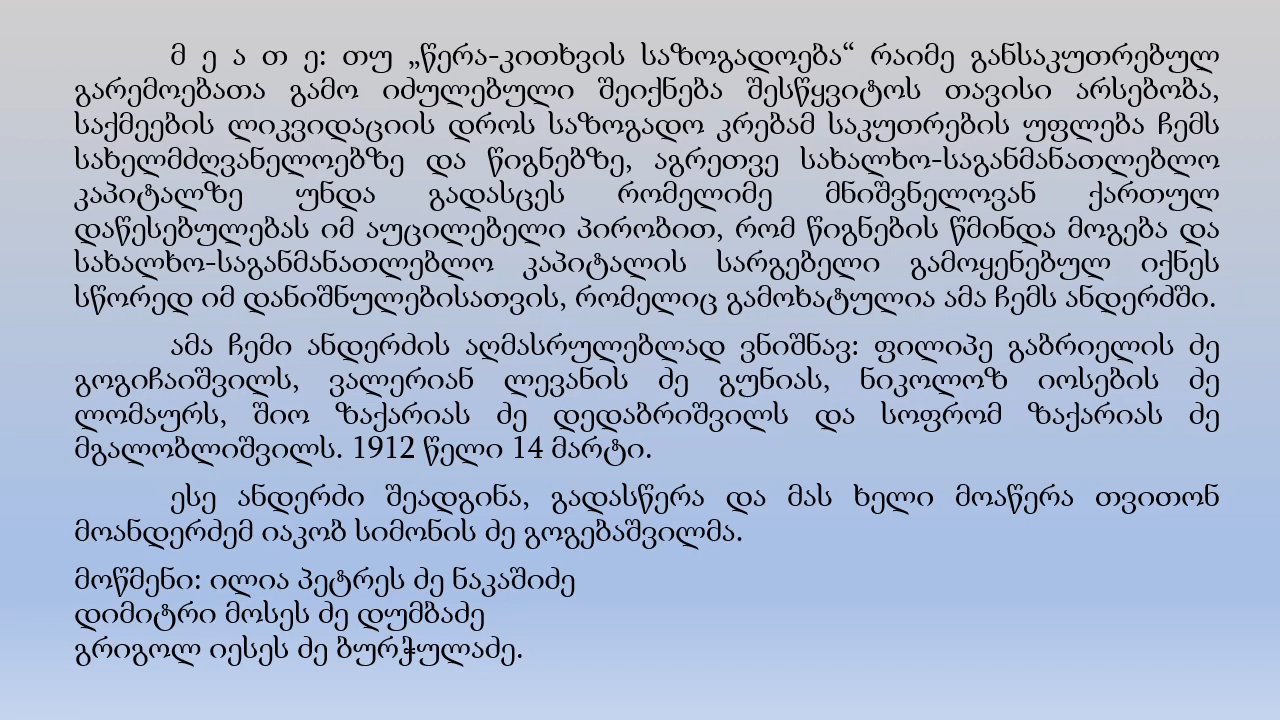 მ ე ა თ ე: თუ „წერა-კითხვის საზოგადოება“ რაიმე განსაკუთრებულ
გარემოებათა გამო იძულებული შეიქნება შესწყვიტოს თავისი არსებობა,
საქმეების ლიკვიდაციის დროს საზოგადო კრებამ საკუთრების უფლება ჩემს
სახელმძღვანელოებზე და წიგნებზე, აგრეთვე სახალხო-საგანმანათლებლო
კაპიტალზე უნდა გადასცეს რომელიმე მნიშვნელოვან ქართულ
დაწესებულებას იმ აუცილებელი პირობით, რომ წიგნების წმინდა მოგება და
სახალხო-საგანმანათლებლო კაპიტალის სარგებელი გამოყენებულ იქნეს
სწორედ იმ დანიშნულებისათვის, რომელიც გამოხატულია ამა ჩემს ანდერძში.
ამა ჩემი ანდერძის აღმასრულებლად ვნიშნავ: ფილიპე გაბრიელის ძე
გოგიჩაიშვილს, ვალერიან ლევანის ძე გუნიას, ნიკოლოზ იოსების ძე
ლომაურს, შიო ზაქარიას ძე დედაბრიშვილს და სოფრომ ზაქარიას ძე
მგალობლიშვილს. 1912 წელი 14 მარტი.
ესე ანდერძი შეადგინა, გადასწერა და მას ხელი მოაწერა თვითონ
მოანდერძემ იაკობ სიმონის ძე გოგებაშვილმა.
მოწმენი: ილია პეტრეს ძე ნაკაშიძე
დიმიტრი მოსეს ძე დუმბაძე
გრიგოლ იესეს ძე ბურჭულაძე.